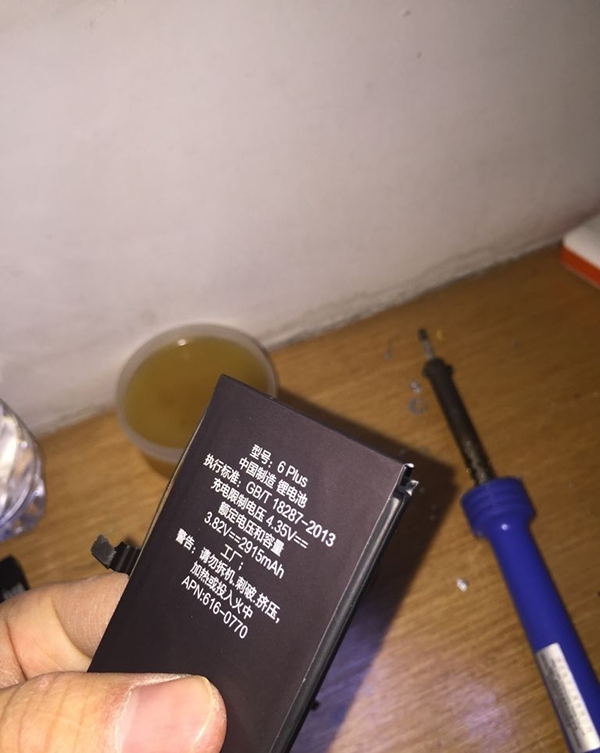 型号: 6 Plus
中国制造 锂电池
执行标准: GB/T 18297-2013
充电限制电压 4.35V==
额定电压和容量
3.82V==2915mAh
工厂;
警告, 请勿拆机,刺破,挤压,
加热或投入火中
APN:616-0770